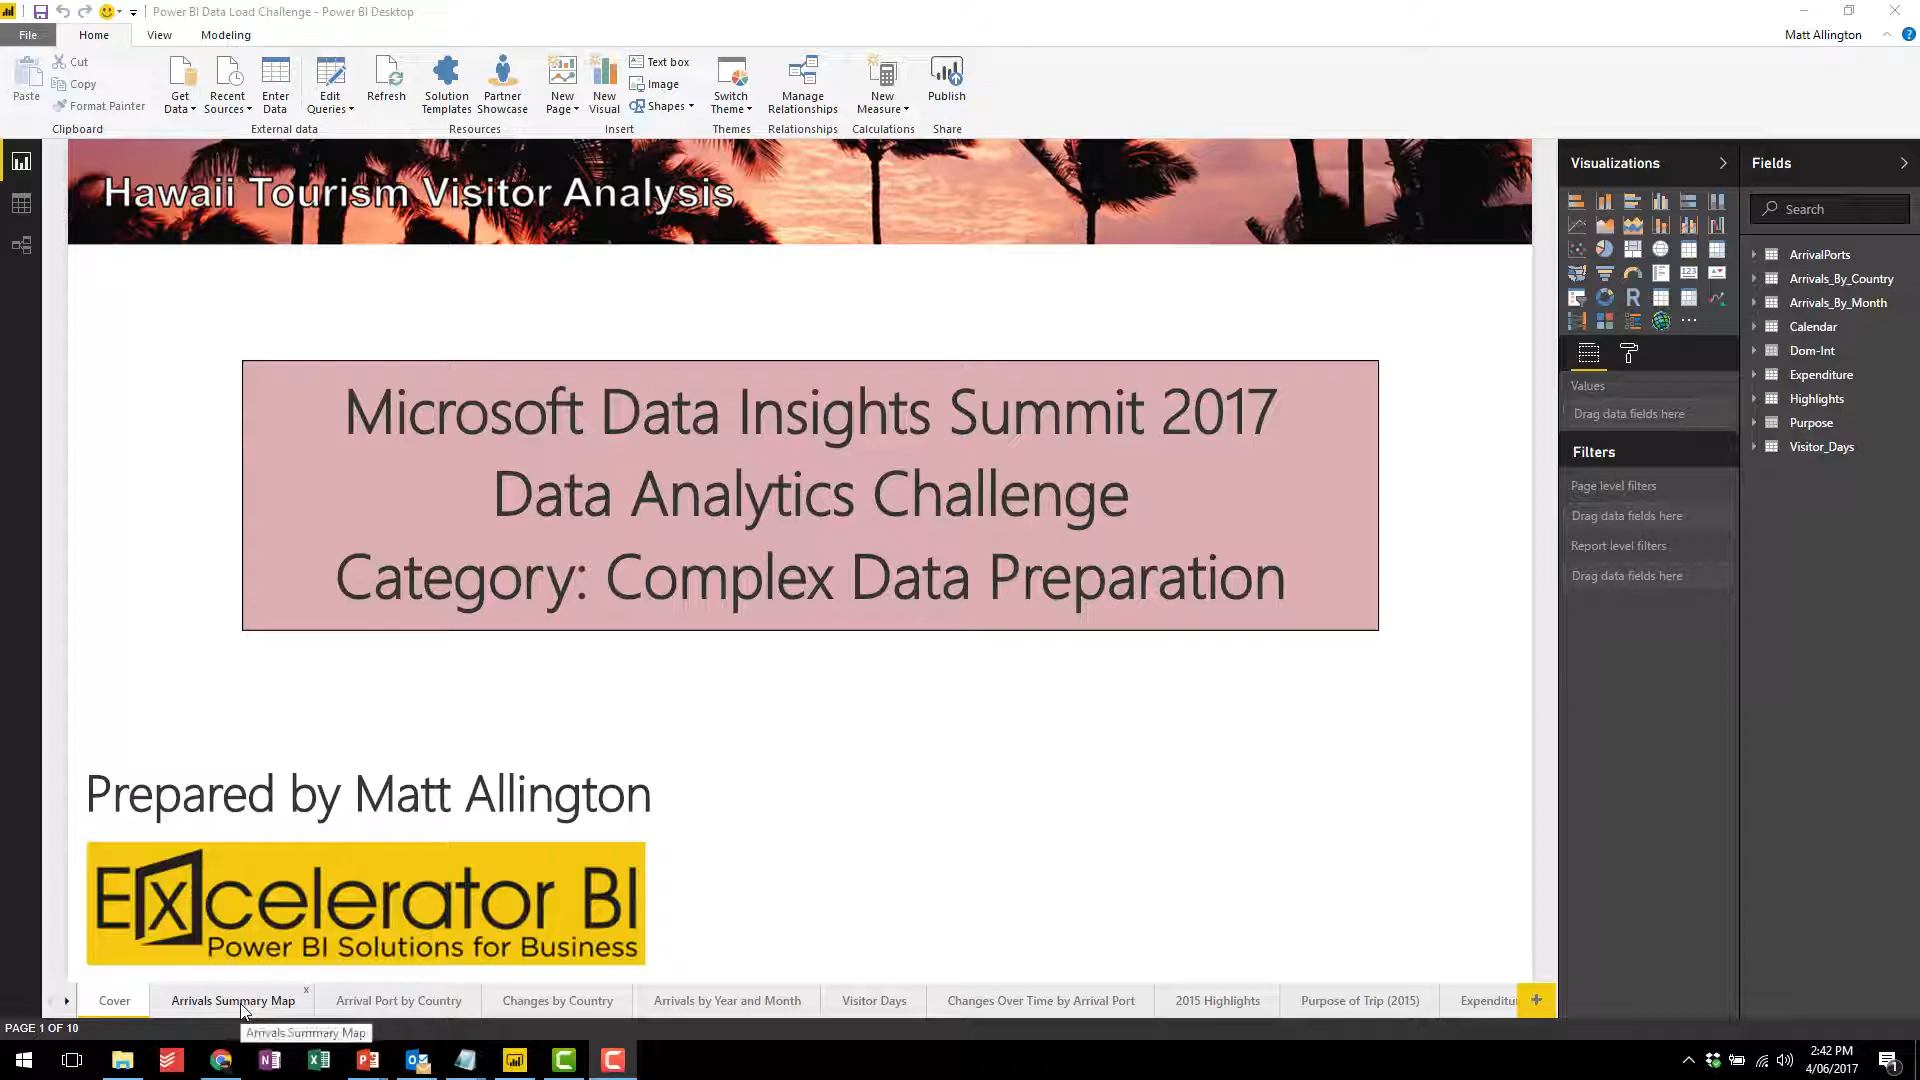 Power BI Data Load Challenge - Power BI Desktop
File Home View Modeling
Matt Allington
Paste
Cut
Copy
Format Painter
Clipboard
Get Data
Recent Sources
Enter Data
Edit Queries
External data
Refresh
Solution Templates
Partner Showcase
Resources
New Page
New Visual
Text box
Image
Shapes
Insert
Switch Theme
Themes
Manage Relationships
Relationships
New Measure
Calculations
Publish
Share
Hawaii Tourism Visitor Analysis
Microsoft Data Insights Summit 2017
Data Analytics Challenge
Category: Complex Data Preparation
Prepared by Matt Allington
Excelerator BI
Power BI Solutions for Business
Visualizations
R
123
Values
Drag data fields here
Filters
Page level filters
Drag data fields here
Report level filters
Drag data fields here
Fields
Search
ArrivalPorts
Arrivals_By_Country
Arrivals_By_Month
Calendar
Dom-Int
Expenditure
Highlights
Purpose
Visitor_Days
Cover
Arrivals Summary Map
Arrival Port by Country
Changes by Country
Arrivals by Year and Month
Visitor Days
Changes Over Time by Arrival Port
2015 Highlights
Purpose of Trip (2015)
Expenditu
PAGE 1 OF 10
Arrivals Summary Map
2:42 PM
4/06/2017
1